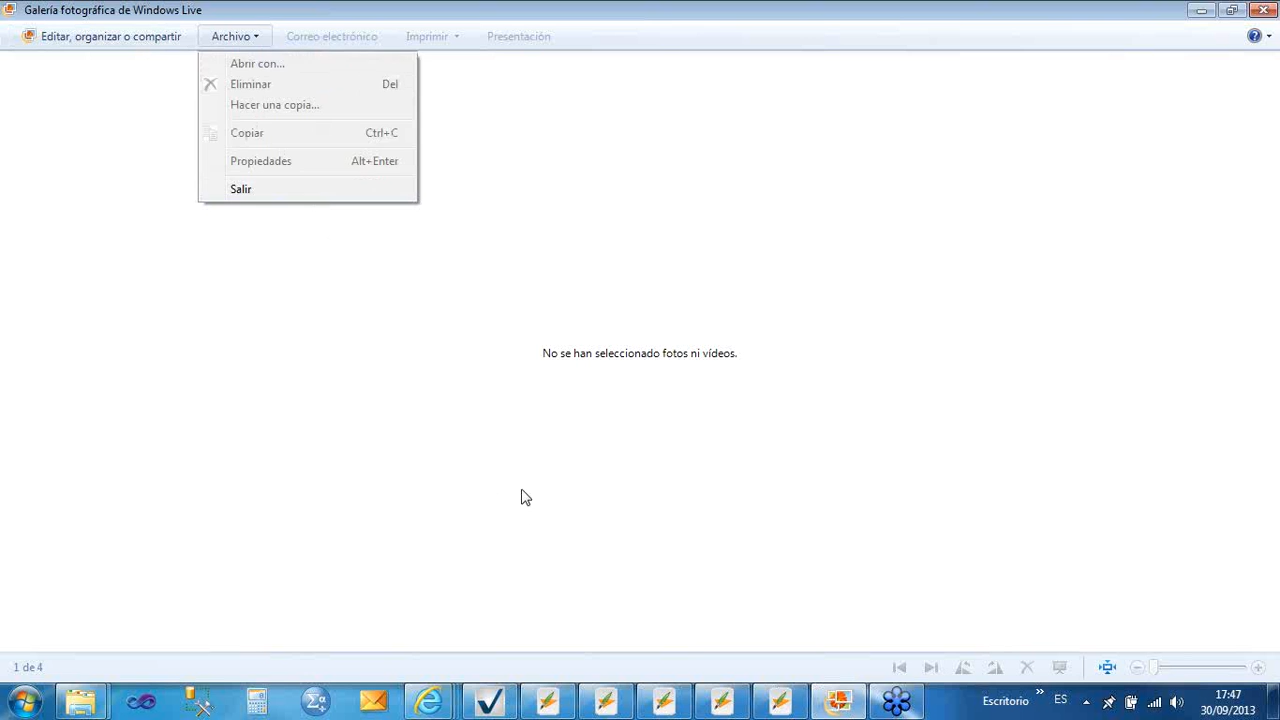 Galería fotográfica de Windows Live
Editar, organizar o compartir Archivo Correo electrónico Imprimir Presentación
Abrir con...
Eliminar Del
Hacer una copia...
Copiar Ctrl+C
Propiedades Alt+Enter
Salir
No se han seleccionado fotos ni vídeos.
1 de 4
Escritorio » ES 17:47
30/09/2013